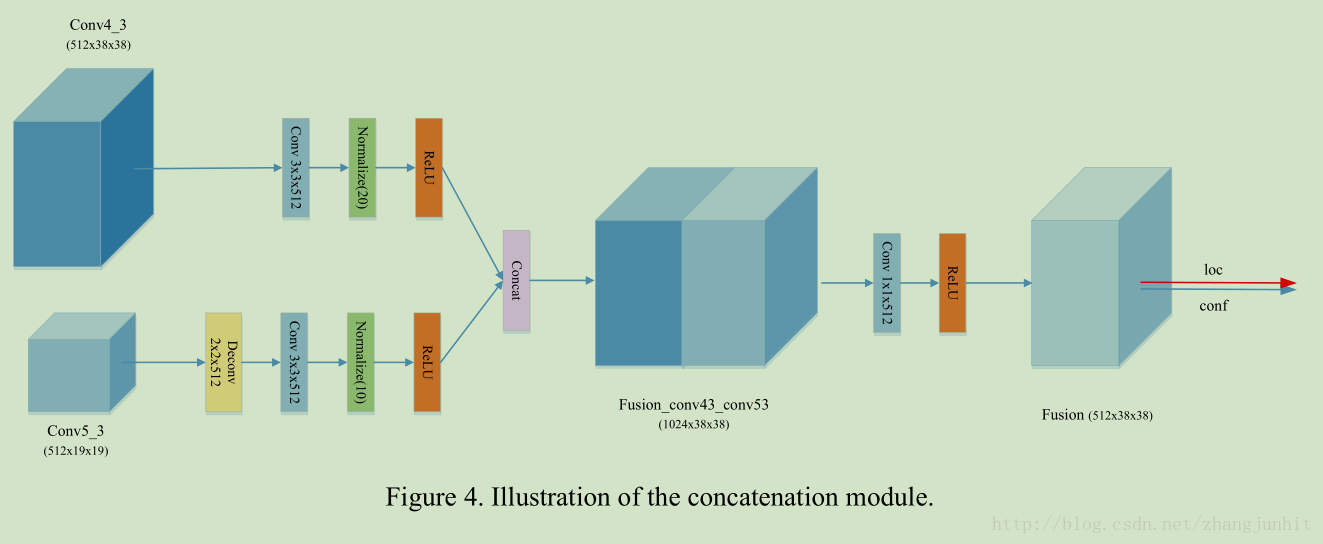 Conv4_3
(512x38x38)
Conv 3x3x512
Normalize(20)
ReLU
Concat
Conv5_3
(512x19x19)
Deconv
2x2x512
Conv 3x3x512
Normalize(10)
ReLU
Fusion_conv43_conv53
(1024x38x38)
Conv 1x1x512
ReLU
Fusion (512x38x38)
loc
conf
Figure 4. Illustration of the concatenation module.
http://blog.csdn.net/zhangjunhit